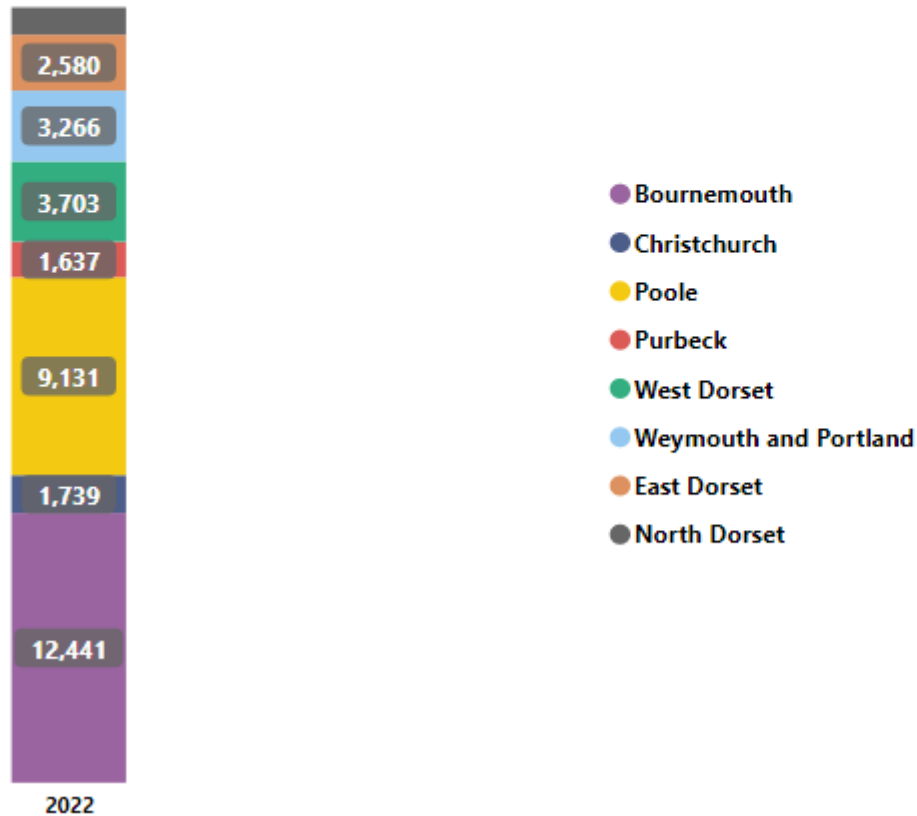 2,580
3,266
3,703
1,637
9,131
1,739
12,441
2022
Bournemouth
Christchurch
Poole
Purbeck
West Dorset
Weymouth and Portland
East Dorset
North Dorset